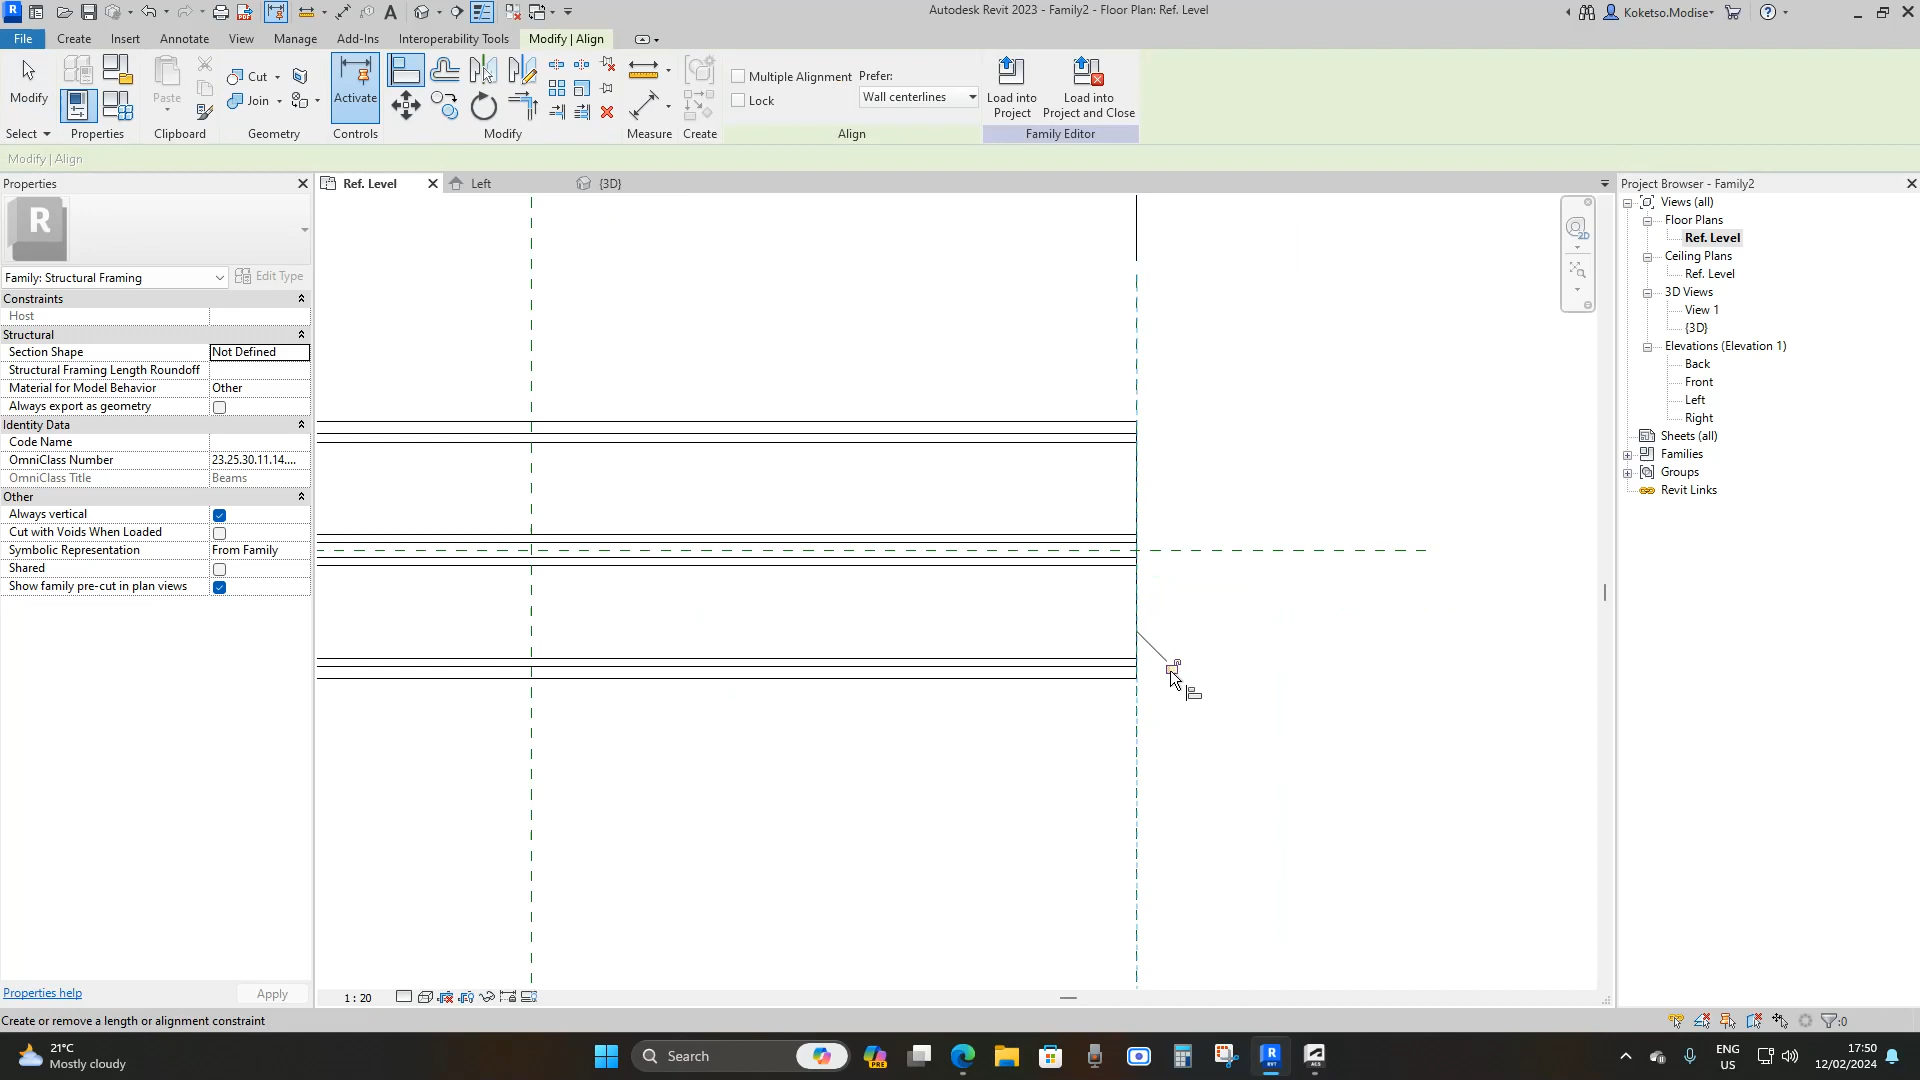 Autodesk Revit 2023 - Family2 - Floor Plan: Ref. Level
Koketso.Modise
File Create Insert Annotate View Manage Add-Ins Interoperability Tools Modify | Align
Modify
Select
Properties
Paste
Clipboard
Cut
Join
Geometry
Activate
Controls
Modify
Measure
Create
Multiple Alignment
Lock
Prefer:
Wall centerlines
Align
Load into
Project
Load into
Project and Close
Family Editor
Modify | Align
Properties
R
Family: Structural Framing
Edit Type
Constraints
Host
Structural
Section Shape Not Defined
Structural Framing Length Roundoff
Material for Model Behavior Other
Always export as geometry
Identity Data
Code Name
OmniClass Number 23.25.30.11.14....
OmniClass Title Beams
Other
Always vertical
Cut with Voids When Loaded
Symbolic Representation From Family
Shared
Show family pre-cut in plan views
Properties help
Apply
Ref. Level
Left
{3D}
2D
1 : 20
Project Browser - Family2
Views (all)
Floor Plans
Ref. Level
Ceiling Plans
Ref. Level
3D Views
View 1
{3D}
Elevations (Elevation 1)
Back
Front
Left
Right
Sheets (all)
Families
Groups
Revit Links
Create or remove a length or alignment constraint
:0
21°C
Mostly cloudy
Search
ENG
US
17:50
12/02/2024